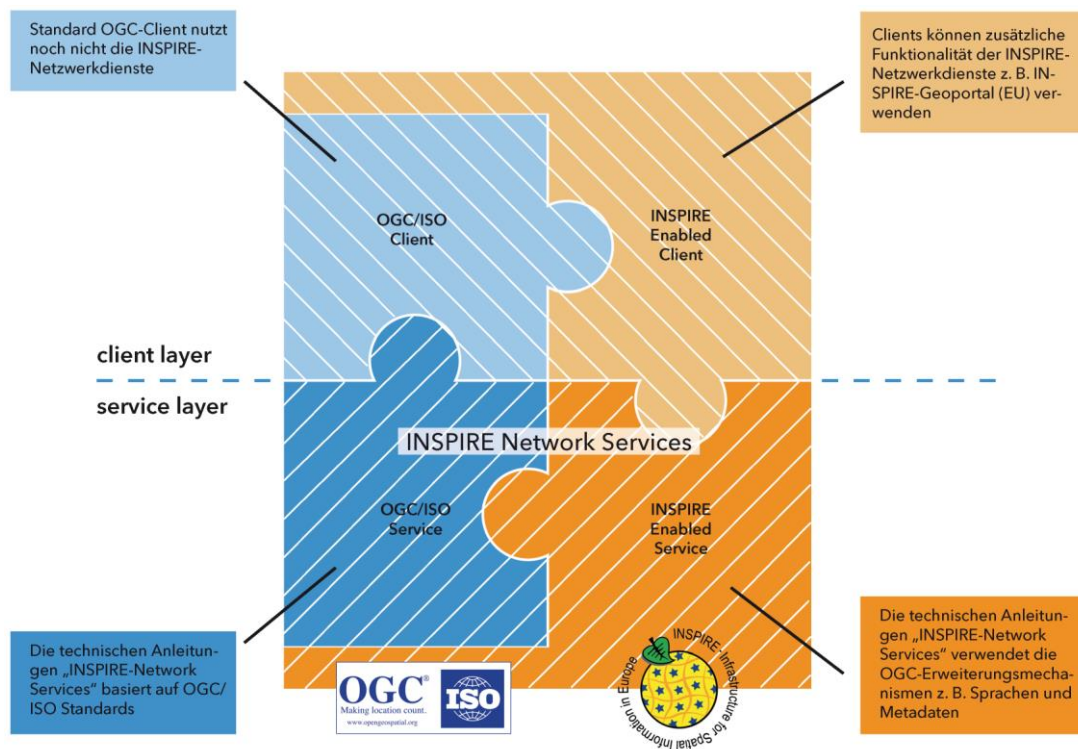 Standard OGC-Client nutzt
noch nicht die INSPIRE-
Netzwerkdienste
Clients können zusätzliche
Funktionalität der INSPIRE-
Netzwerkdienste z. B. IN-
SPIRE-Geoportal (EU) ver-
wenden
OGC/ISO
Client
INSPIRE
Enabled
Client
client layer
service layer
INSPIRE Network Services
OGC/ISO
Service
INSPIRE
Enabled
Service
Die technischen Anleitun-
gen „INSPIRE-Network
Services“ basiert auf OGC/
ISO Standards
OGC®
Making location count.
www.opengeospatial.org
ISO
INSPIRE-Infrastructure for Spatial Information in Europe
Die technischen Anleitun-
gen „INSPIRE-Network
Services“ verwendet die
OGC-Erweiterungsmecha-
nismen z. B. Sprachen und
Metadaten